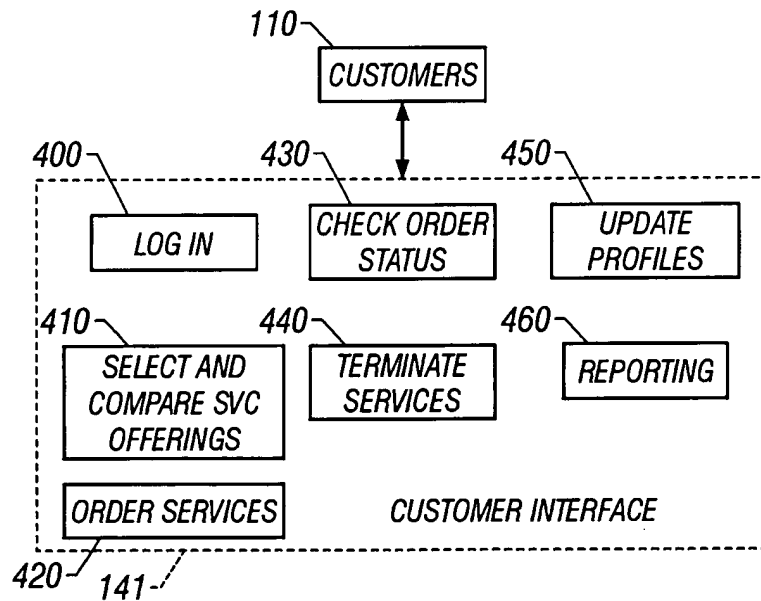 110
CUSTOMERS
400
430
450
LOG IN
CHECK ORDER
STATUS
UPDATE
PROFILES
410
440
460
SELECT AND
COMPARE SVC
OFFERINGS
TERMINATE
SERVICES
REPORTING
ORDER SERVICES
CUSTOMER INTERFACE
420
141